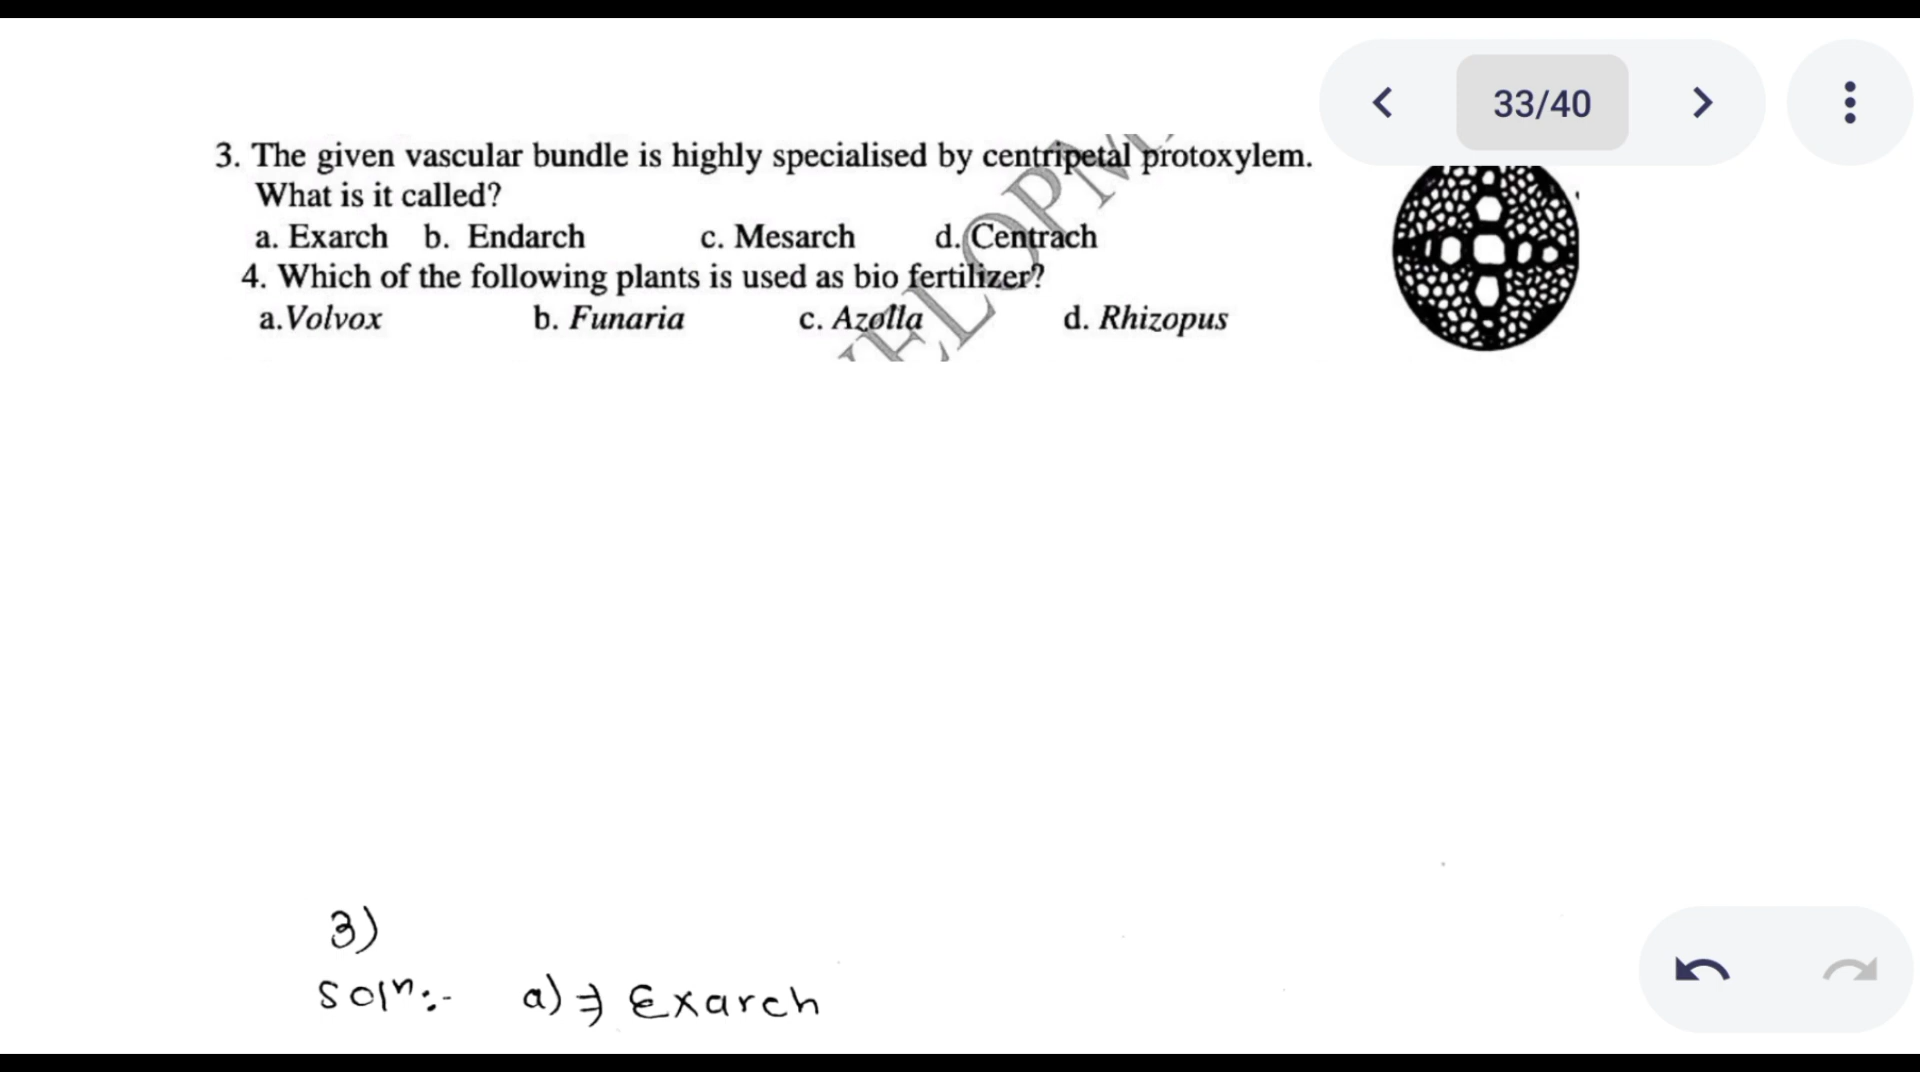 33/40
3. The given vascular bundle is highly specialised by centripetal protoxylem.
What is it called?
a. Exarch b. Endarch c. Mesarch d. Centrach
4. Which of the following plants is used as bio fertilizer?
a. Volvox b. Funaria c. Azolla d. Rhizopus
ELOPM
3)
Soln:- a) ⇒ Exarch